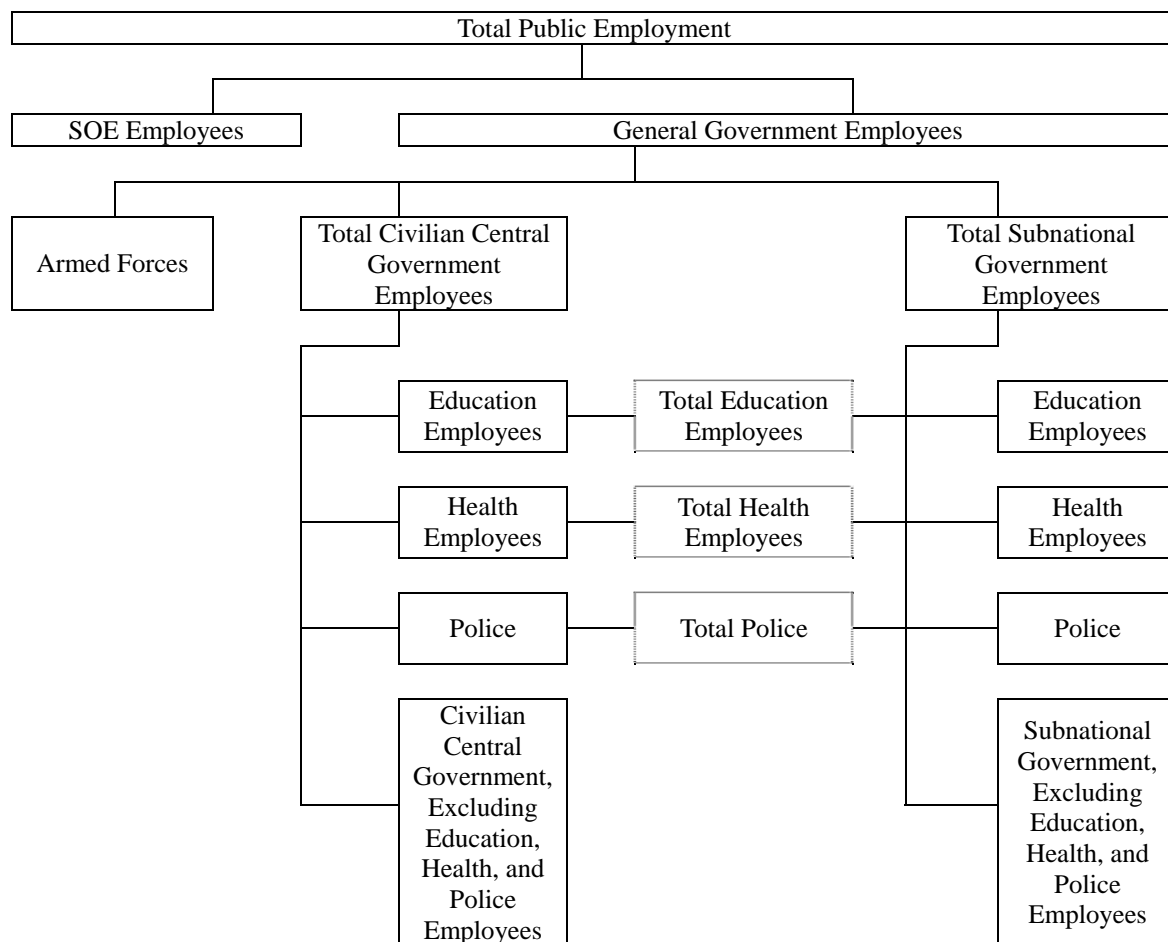 Total Public Employment
SOE Employees
General Government Employees
Armed Forces
Total Civilian Central
Government
Employees
Total Subnational
Government
Employees
Education
Employees
Total Education
Employees
Education
Employees
Health
Employees
Total Health
Employees
Health
Employees
Police
Total Police
Police
Civilian
Central
Government,
Excluding
Education,
Health, and
Police
Employees
Subnational
Government,
Excluding
Education,
Health, and
Police
Employees